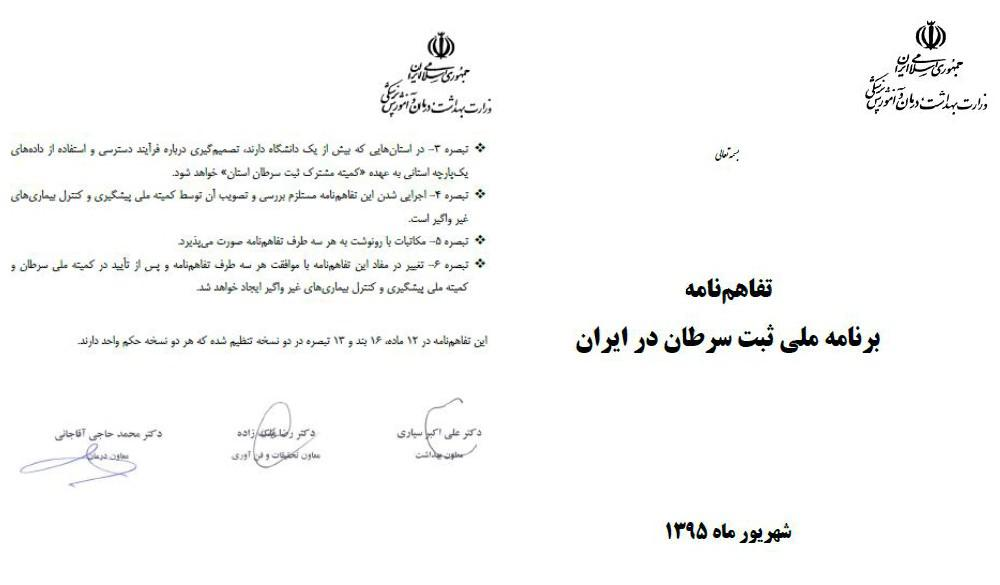 جمهوری اسلامی ایران
وزارت بهداشت، درمان و آموزش پزشکی
بسمه تعالی
تفاهم‌نامه
برنامه ملی ثبت سرطان در ایران
شهریور ماه ۱۳۹۵
جمهوری اسلامی ایران
وزارت بهداشت، درمان و آموزش پزشکی
❖ تبصره ۳- در استان‌هایی که بیش از یک دانشگاه دارند، تصمیم‌گیری درباره فرآیند دسترسی و استفاده از داده‌های
یک‌پارچه استانی به عهده «کمیته مشترک ثبت سرطان استان» خواهد شود.
❖ تبصره ۴- اجرایی شدن این تفاهم‌نامه مستلزم بررسی و تصویب آن توسط کمیته ملی پیشگیری و کنترل بیماری‌های
غیر واگیر است.
❖ تبصره ۵- مکاتبات با رونوشت به هر سه طرف تفاهم‌نامه صورت می‌پذیرد.
❖ تبصره ۶- تغییر در مفاد این تفاهم‌نامه با موافقت هر سه طرف تفاهم‌نامه و پس از تأیید در کمیته ملی سرطان و
کمیته ملی پیشگیری و کنترل بیماری‌های غیر واگیر ایجاد خواهد شد.
این تفاهم‌نامه در ۱۲ ماده، ۱۶ بند و ۱۳ تبصره در دو نسخه تنظیم شده که هر دو نسخه حکم واحد دارند.
دکتر علی اکبر سیاری
معاون بهداشت
دکتر رضا ملک زاده
معاون تحقیقات و فن آوری
دکتر محمد حاجی آقاجانی
معاون درمان